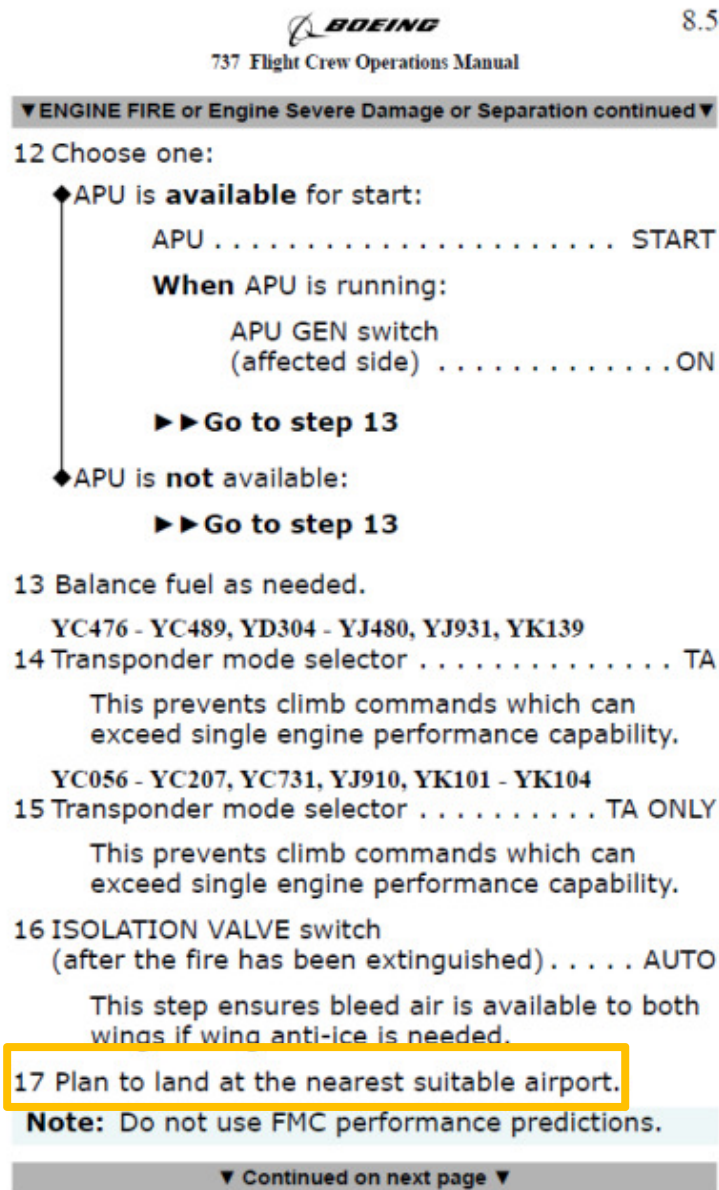 BOEING
8.5
737 Flight Crew Operations Manual
▼ENGINE FIRE or Engine Severe Damage or Separation continued▼
12 Choose one:
◆APU is available for start:
APU . . . . . . . . . . . . . . . . . . . . . . . START
When APU is running:
APU GEN switch
(affected side) . . . . . . . . . . . . . ON
►►Go to step 13
◆APU is not available:
►►Go to step 13
13 Balance fuel as needed.
YC476 - YC489, YD304 - YJ480, YJ931, YK139
14 Transponder mode selector . . . . . . . . . . . . . . . TA
This prevents climb commands which can
exceed single engine performance capability.
YC056 - YC207, YC731, YJ910, YK101 - YK104
15 Transponder mode selector . . . . . . . . . . TA ONLY
This prevents climb commands which can
exceed single engine performance capability.
16 ISOLATION VALVE switch
(after the fire has been extinguished) . . . . . AUTO
This step ensures bleed air is available to both
wings if wing anti-ice is needed.
17 Plan to land at the nearest suitable airport.
Note: Do not use FMC performance predictions.
▼ Continued on next page ▼